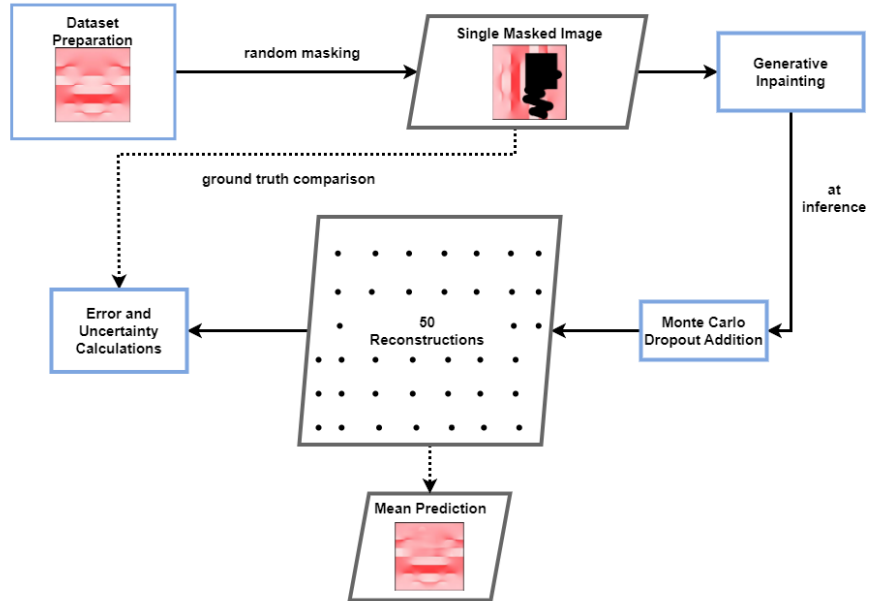 Dataset
Preparation
random masking
Single Masked Image
Generative
Inpainting
ground truth comparison
at
inference
Error and
Uncertainty
Calculations
50
Reconstructions
Monte Carlo
Dropout Addition
Mean Prediction